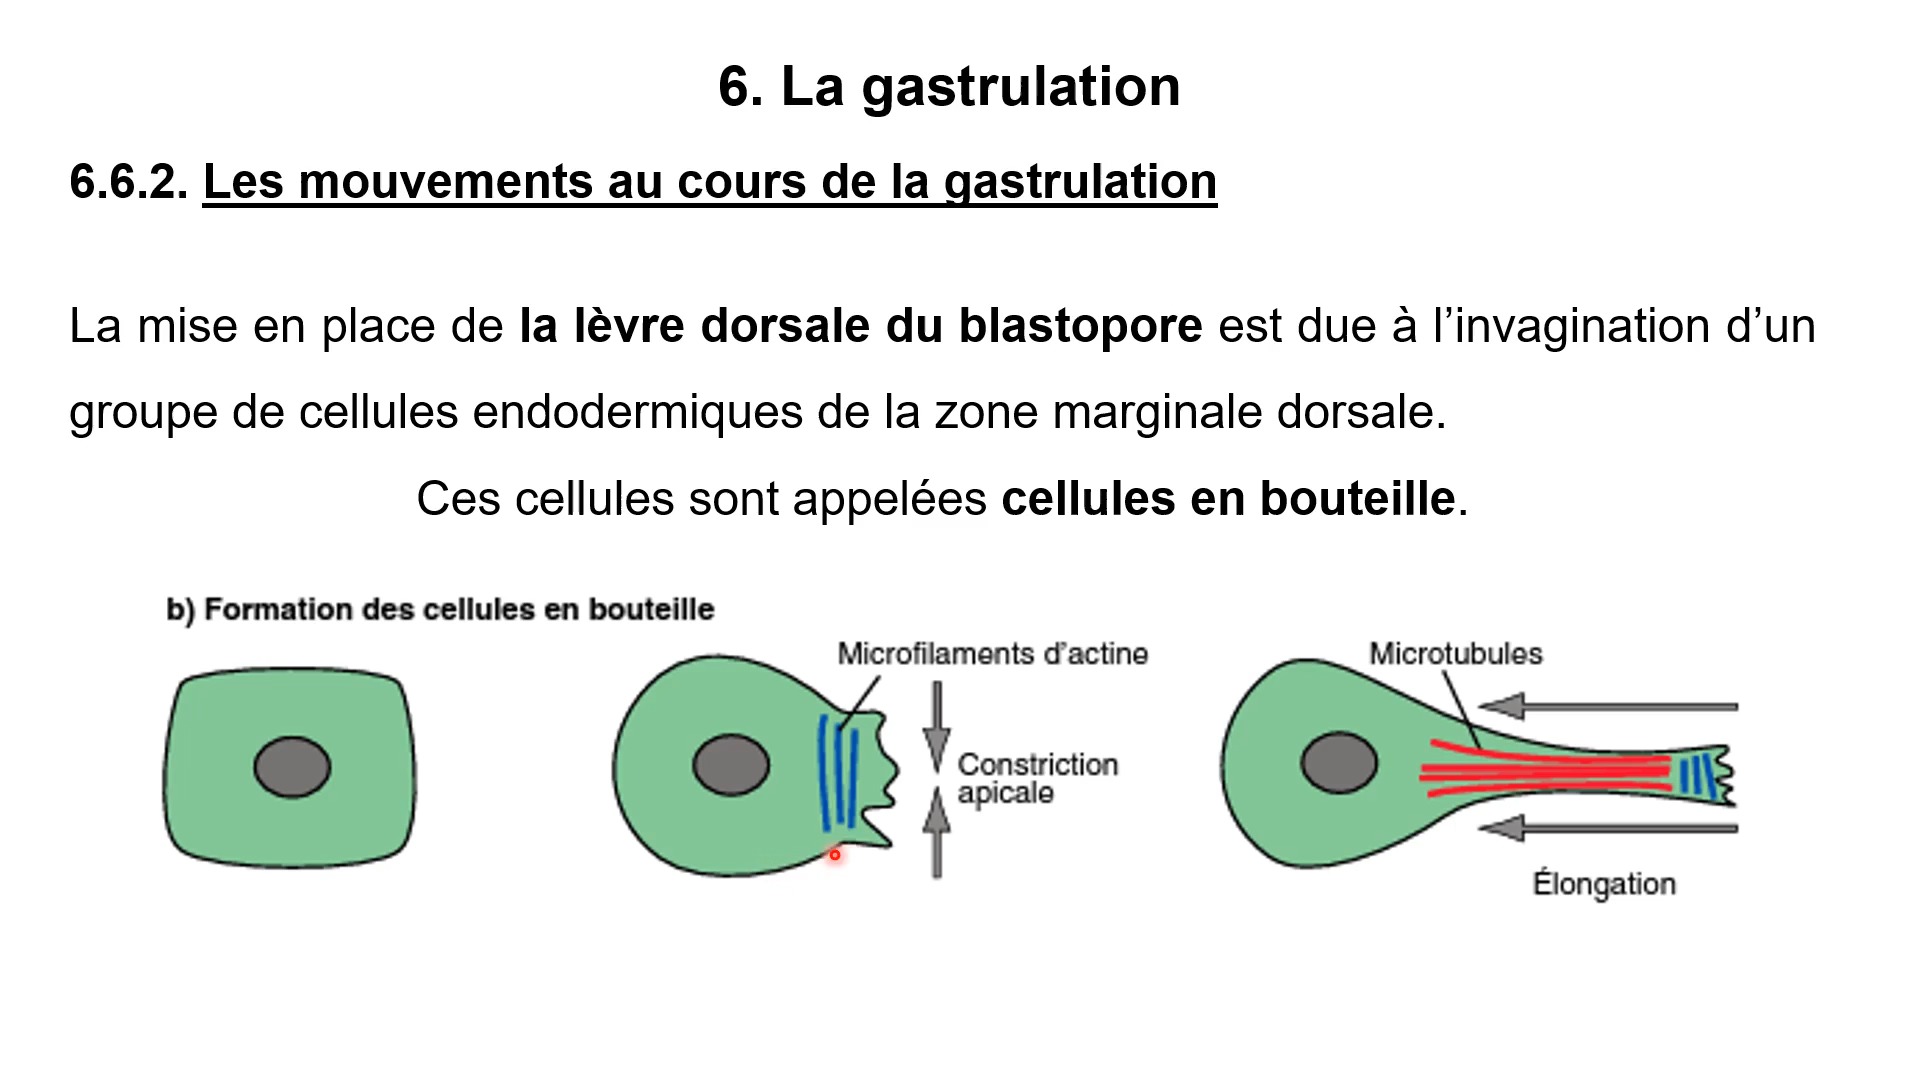 6. La gastrulation
6.6.2. Les mouvements au cours de la gastrulation
La mise en place de la lèvre dorsale du blastopore est due à l’invagination d’un
groupe de cellules endodermiques de la zone marginale dorsale.
Ces cellules sont appelées cellules en bouteille.
b) Formation des cellules en bouteille
Microfilaments d’actine
Microtubules
Constriction
apicale
Élongation